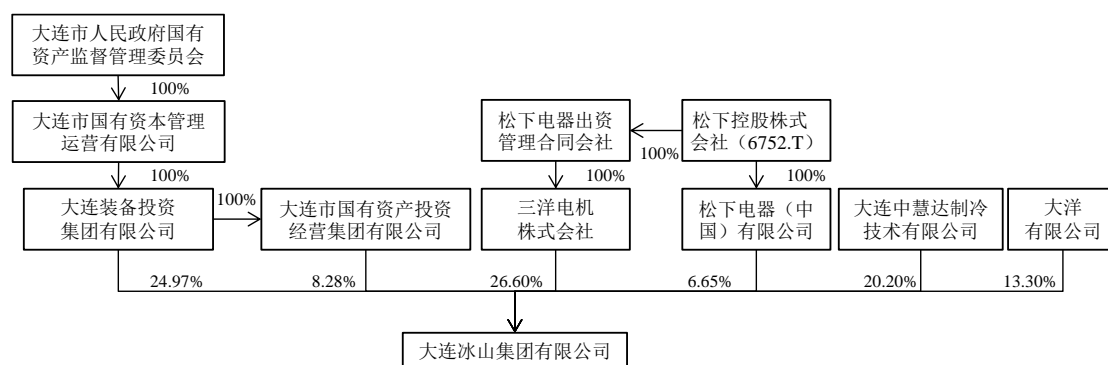 大连市人民政府国有
资产监督管理委员会
100%
大连市国有资本管理
运营有限公司
松下电器出资
管理合同会社
松下控股株式
会社（6752.T）
100%
100%
100%
100%
大连装备投资
集团有限公司
100%
大连市国有资产投资
经营集团有限公司
三洋电机
株式会社
松下电器（中
国）有限公司
大连中慧达制冷
技术有限公司
大洋
有限公司
24.97%
8.28%
26.60%
6.65%
20.20%
13.30%
大连冰山集团有限公司